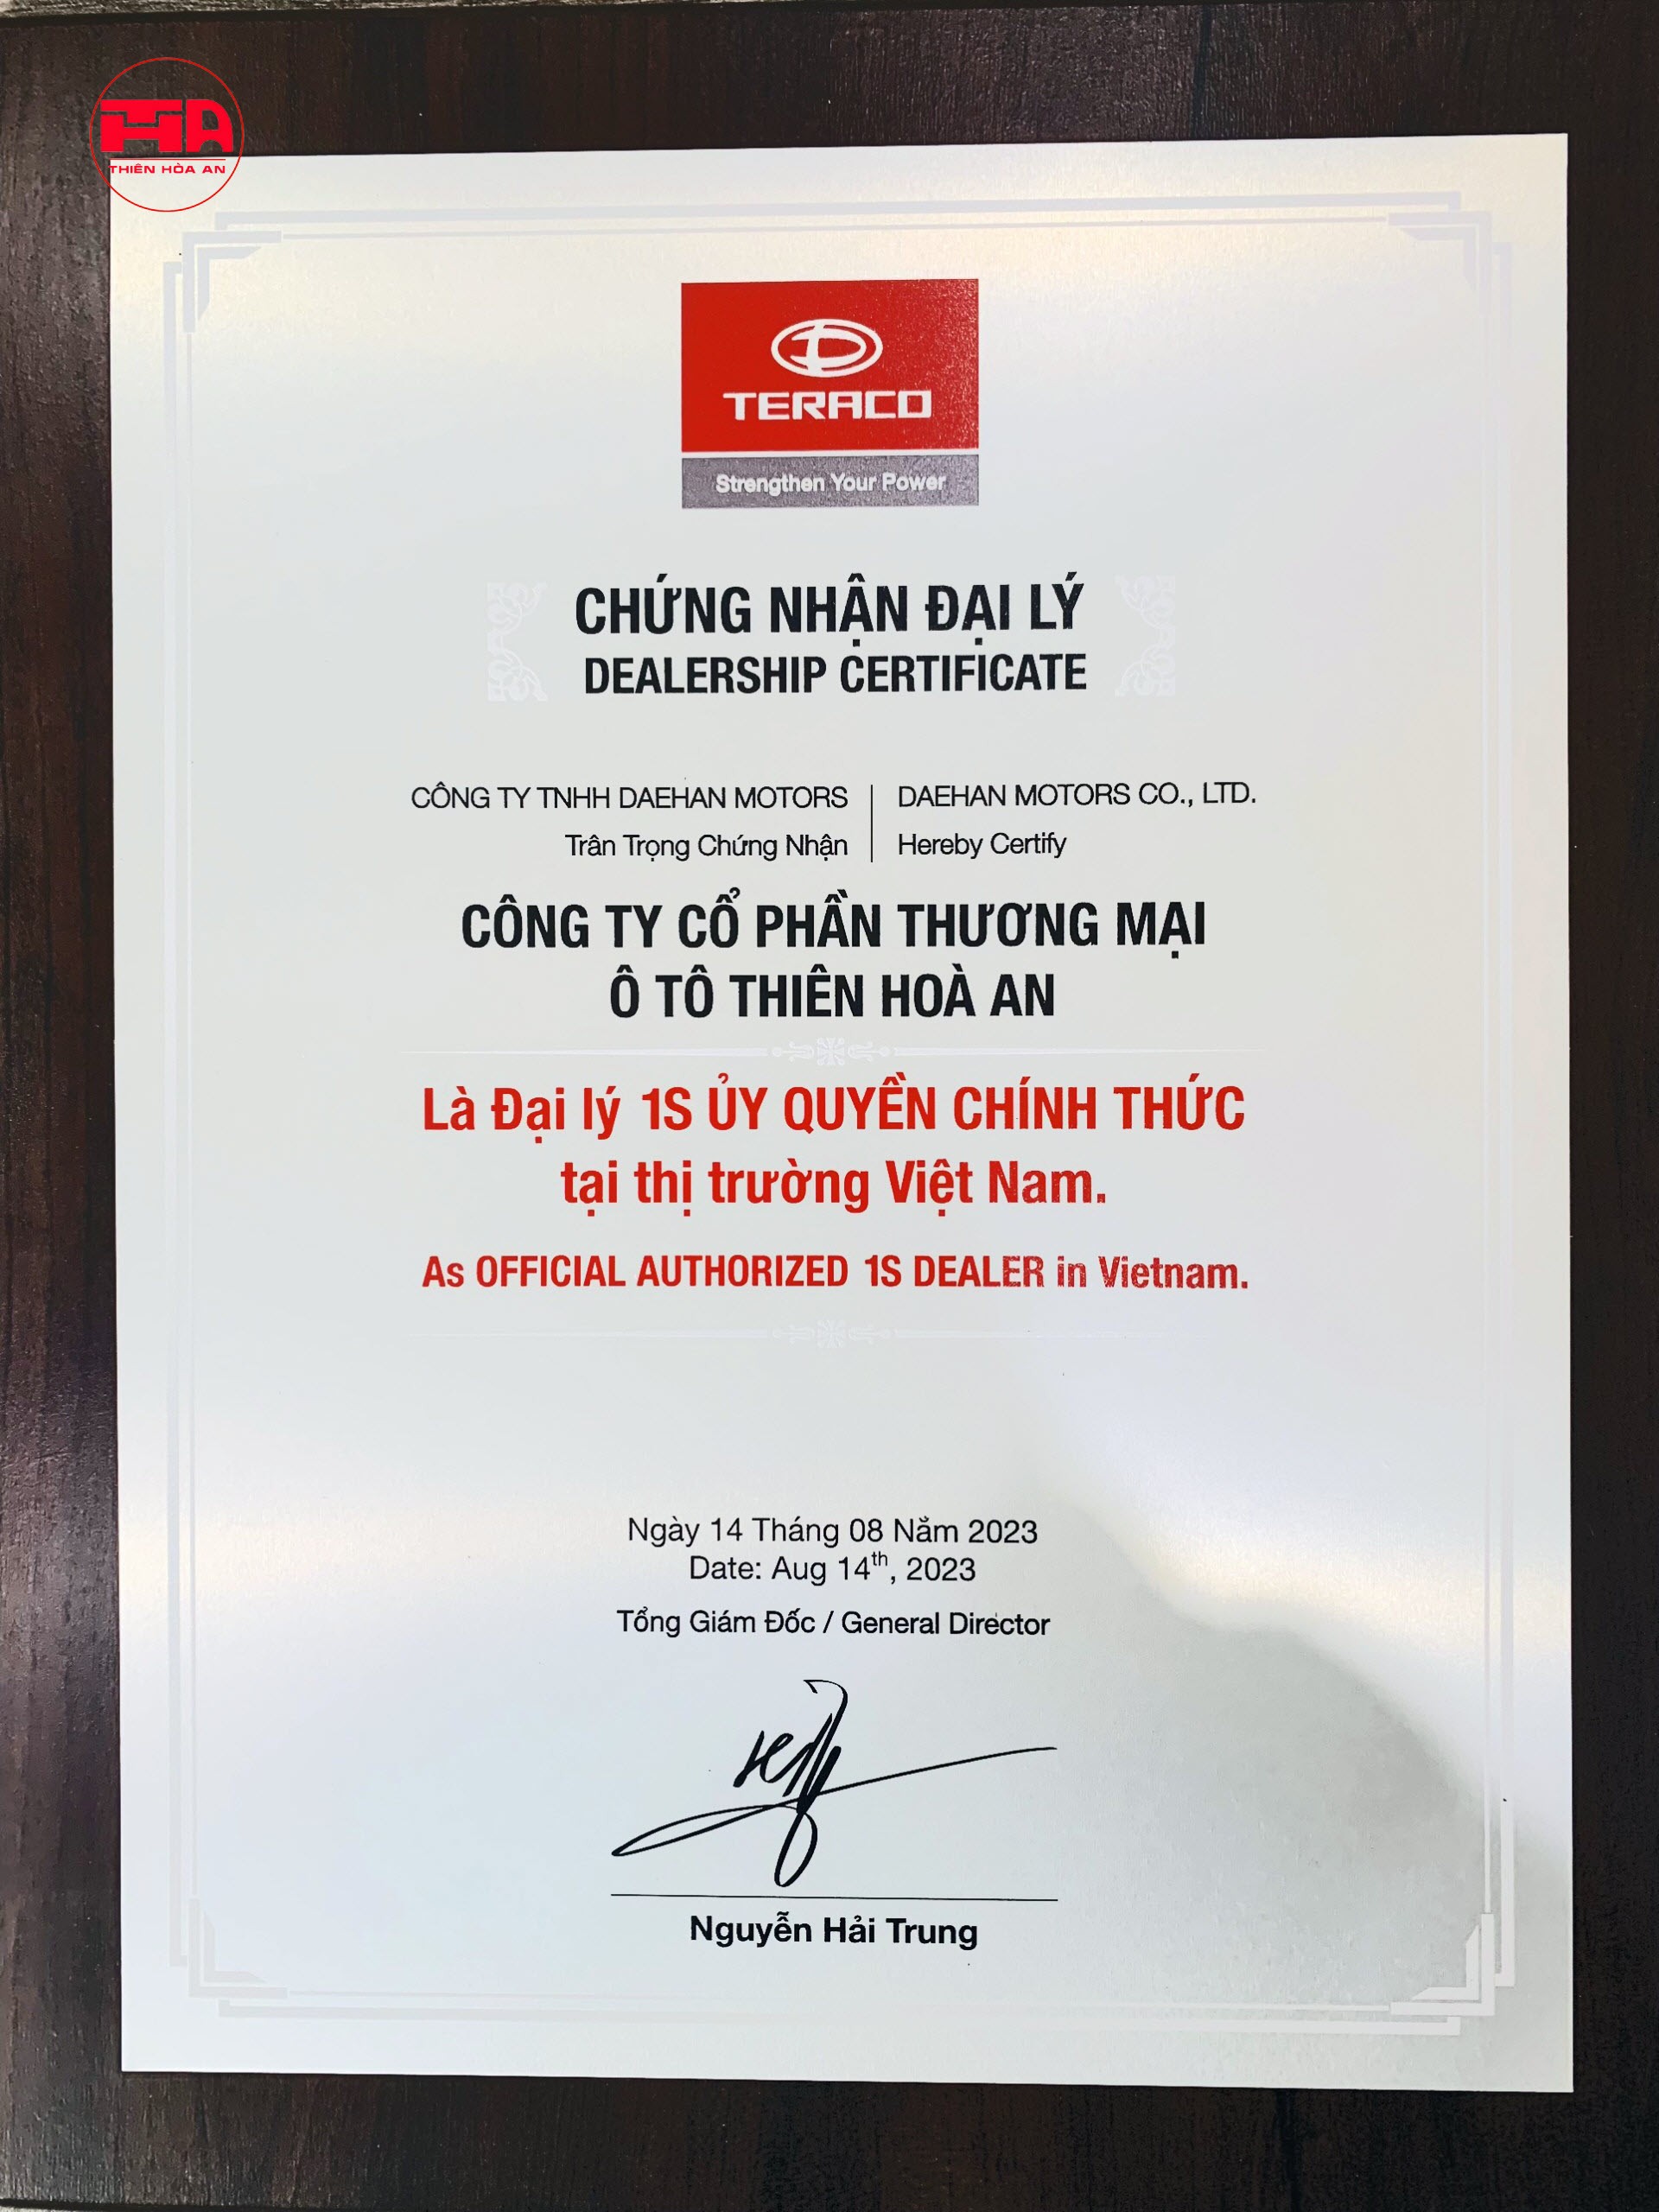 THA
THIÊN HÒA AN
TERACO
Strengthen Your Power
CHỨNG NHẬN ĐẠI LÝ
DEALERSHIP CERTIFICATE
CÔNG TY TNHH DAEHAN MOTORS
Trân Trọng Chứng Nhận
DAEHAN MOTORS CO., LTD.
Hereby Certify
CÔNG TY CỔ PHẦN THƯƠNG MẠI
Ô TÔ THIÊN HOÀ AN
Là Đại lý 1S ỦY QUYỀN CHÍNH THỨC
tại thị trường Việt Nam.
As OFFICIAL AUTHORIZED 1S DEALER in Vietnam.
Ngày 14 Tháng 08 Năm 2023
Date: Aug 14th, 2023
Tổng Giám Đốc / General Director
Nguyễn Hải Trung